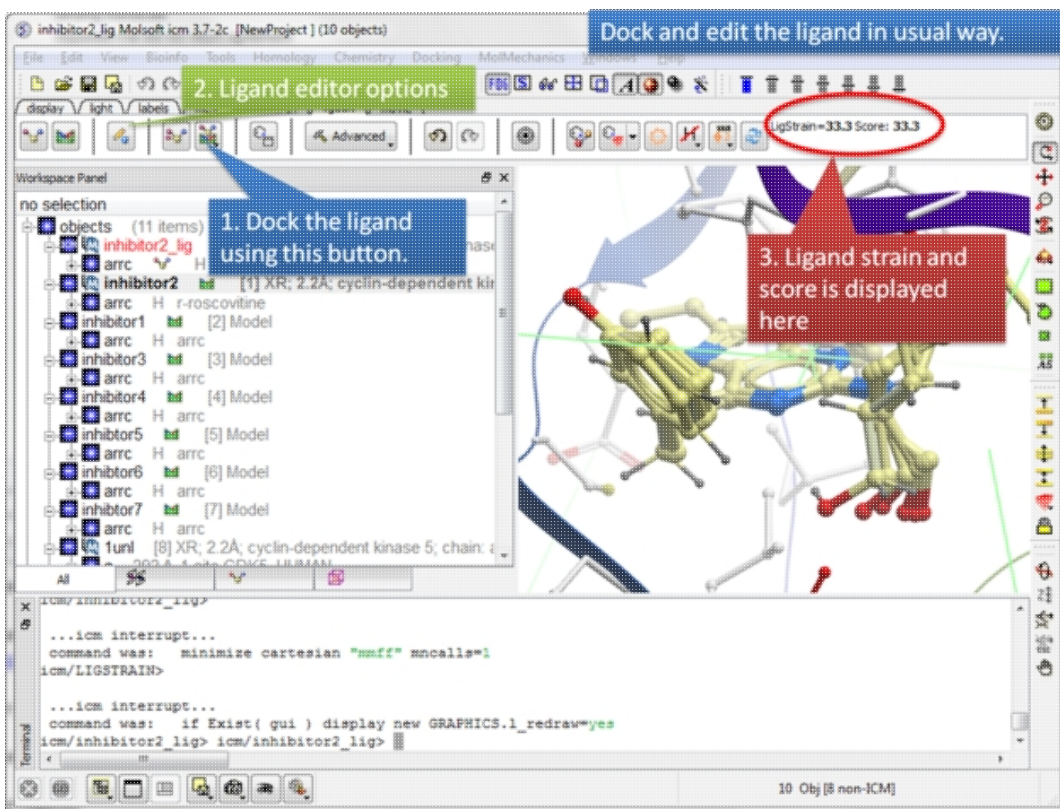 inhibitor2_lig Molsoft icm 3.7-2c [NewProject ] (10 objects)
Dock and edit the ligand in usual way.
File Edit View Bioinfo Tools Homology Chemistry Docking MolMechanics Windows Help
2. Ligand editor options
display light labels
Advanced
LigStrain=33.3 Score: 33.3
Workspace Panel
no selection
objects (11 items)
inhibitor2_lig
arrc H
inhibitor2 [1] XR; 2.2Å; cyclin-dependent kir
arrc H r-roscovitine
inhibitor1 [2] Model
arrc H arrc
inhibitor3 [3] Model
arrc H arrc
inhibitor4 [4] Model
arrc H arrc
inhibtor5 [5] Model
arrc H arrc
inhibtor6 [6] Model
arrc H arrc
inhibtor7 [7] Model
arrc H arrc
1unl [8] XR; 2.2Å; cyclin-dependent kinase 5; chain: a
1. Dock the ligand
using this button.
3. Ligand strain and
score is displayed
here
All
icm/inhibitor2_lig>
...icm interrupt...
command was: minimize cartesian "mmff" mncalls=1
icm/LIGSTRAIN>
...icm interrupt...
command was: if Exist( gui ) display new GRAPHICS.l_redraw=yes
icm/inhibitor2_lig> icm/inhibitor2_lig>
Terminal
10 Obj [8 non-ICM]